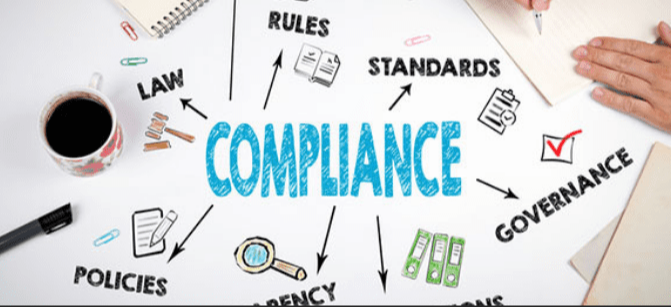 RULES
LAW
STANDARDS
COMPLIANCE
GOVERNANCE
POLICIES